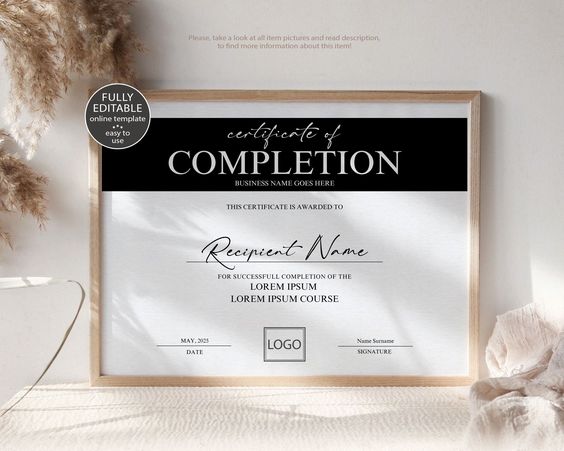 Please, take a look at all item pictures and read description,
to find more information about this item!
FULLY
EDITABLE
online template
easy to
use
certificate of
COMPLETION
BUSINESS NAME GOES HERE
THIS CERTIFICATE IS AWARDED TO
Recipient Name
FOR SUCCESSFULL COMPLETION OF THE
LOREM IPSUM
LOREM IPSUM COURSE
MAY, 2025
DATE
LOGO
Name Surname
SIGNATURE